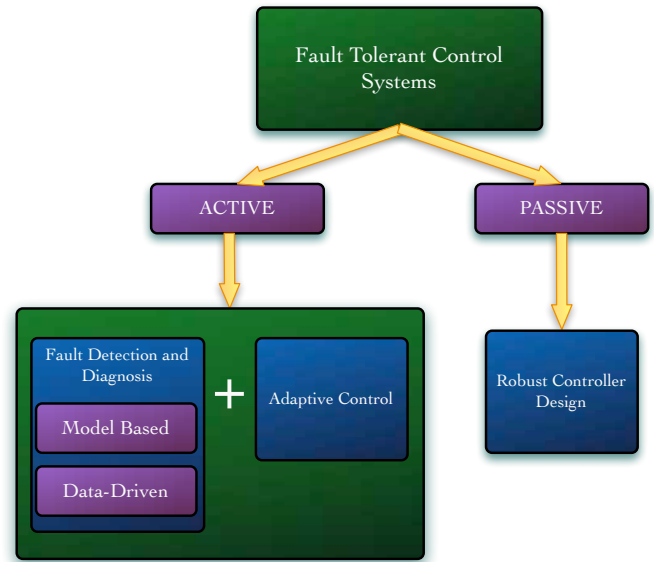 Fault Tolerant Control
Systems
ACTIVE
PASSIVE
Fault Detection and
Diagnosis
Model Based
Data-Driven
+
Adaptive Control
Robust Controller
Design